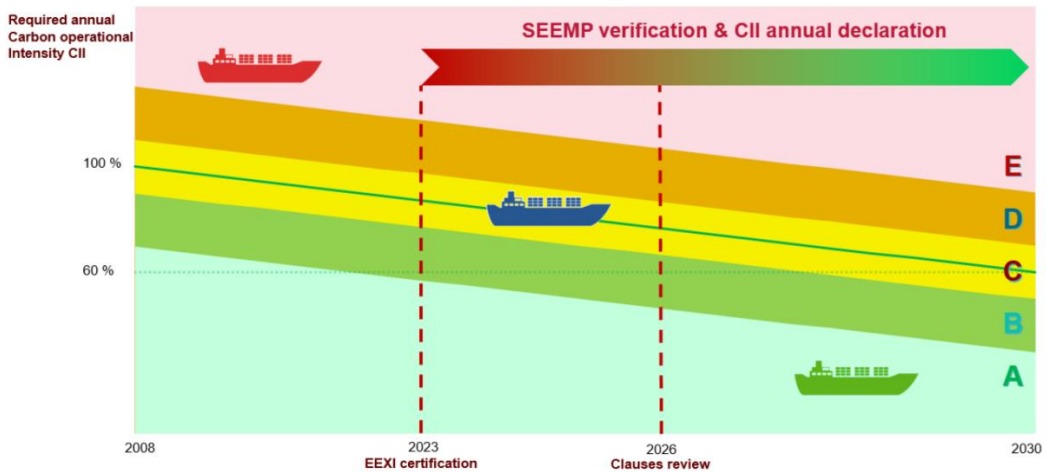 Required annual
Carbon operational
Intensity CII
SEEMP verification & CII annual declaration
100 %
E
D
60 %
C
B
A
2008
2023
2026
2030
EEXI certification
Clauses review